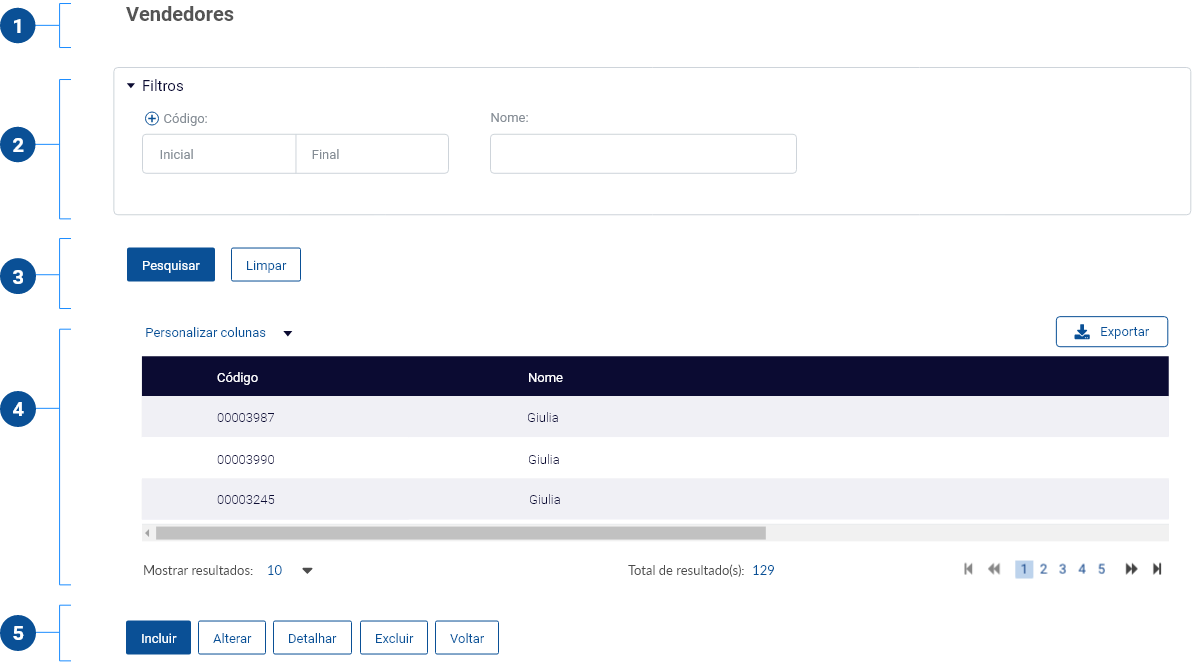 1 Vendedores
2 Filtros
Código: Nome:
Inicial Final
3 Pesquisar Limpar
Personalizar colunas Exportar
4 Código Nome
00003987 Giulia
00003990 Giulia
00003245 Giulia
Mostrar resultados: 10 Total de resultado(s): 129 1 2 3 4 5
5 Incluir Alterar Detalhar Excluir Voltar